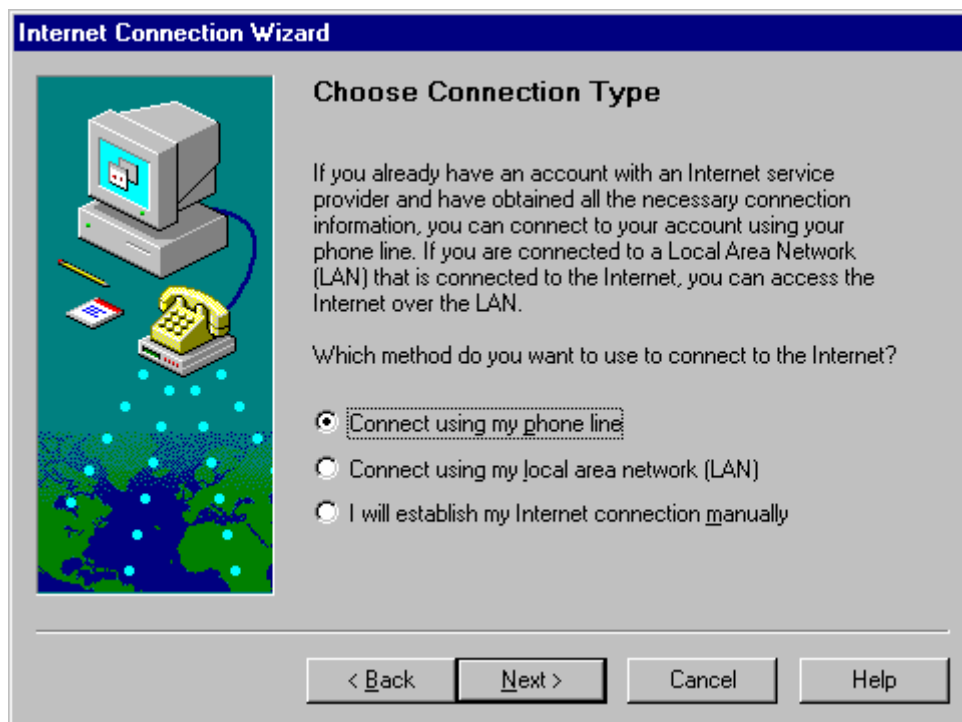 Internet Connection Wizard
Choose Connection Type
If you already have an account with an Internet service
provider and have obtained all the necessary connection
information, you can connect to your account using your
phone line. If you are connected to a Local Area Network
(LAN) that is connected to the Internet, you can access the
Internet over the LAN.
Which method do you want to use to connect to the Internet?
Connect using my phone line
Connect using my local area network (LAN)
I will establish my Internet connection manually
< Back
Next >
Cancel
Help